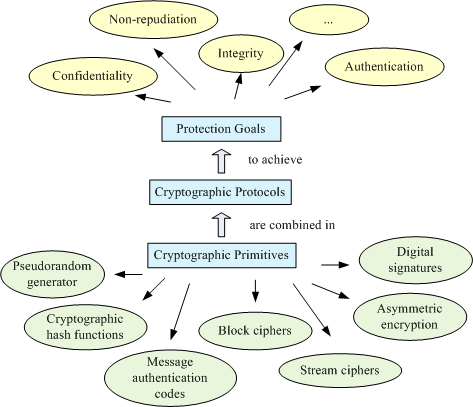 Non-repudiation
...
Integrity
Confidentiality
Authentication
Protection Goals
to achieve
Cryptographic Protocols
are combined in
Cryptographic Primitives
Digital
signatures
Pseudorandom
generator
Asymmetric
encryption
Cryptographic
hash functions
Block ciphers
Message
authentication
codes
Stream ciphers